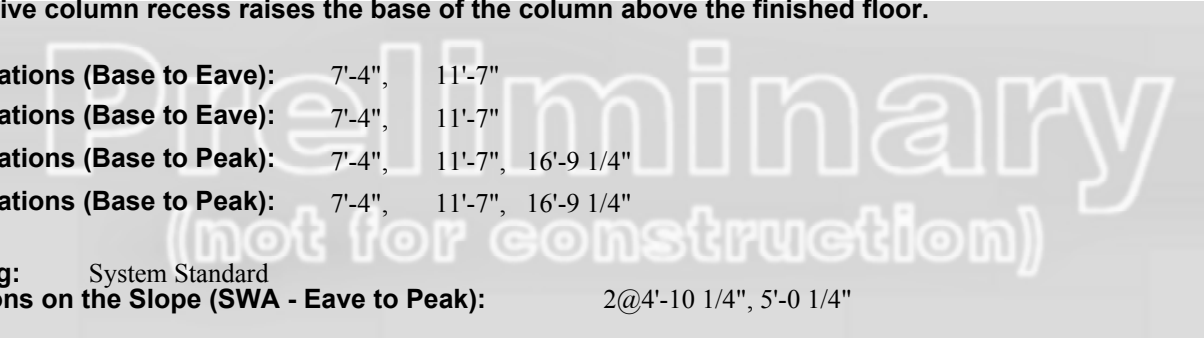 ive column recess raises the base of the column above the finished floor.
ations (Base to Eave): 7'-4", 11'-7"
ations (Base to Eave): 7'-4", 11'-7"
ations (Base to Peak): 7'-4", 11'-7", 16'-9 1/4"
ations (Base to Peak): 7'-4", 11'-7", 16'-9 1/4"
Preliminary
(not for construction)
g: System Standard
ons on the Slope (SWA - Eave to Peak): 2@4'-10 1/4", 5'-0 1/4"